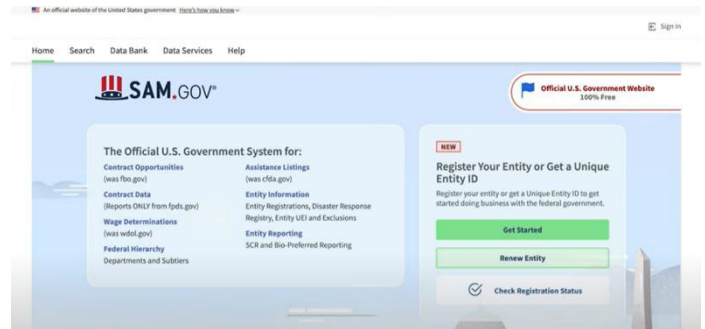 An official website of the United States government Here's how you know
Sign In
Home Search Data Bank Data Services Help
SAM.GOV®
Official U.S. Government Website
100% Free
The Official U.S. Government System for:
Contract Opportunities
(was fbo.gov)
Contract Data
(Reports ONLY from fpds.gov)
Wage Determinations
(was wdol.gov)
Federal Hierarchy
Departments and Subtiers
Assistance Listings
(was cfda.gov)
Entity Information
Entity Registrations, Disaster Response
Registry, Entity UEI and Exclusions
Entity Reporting
SCR and Bio-Preferred Reporting
NEW
Register Your Entity or Get a Unique
Entity ID
Register your entity or get a Unique Entity ID to get
started doing business with the federal government.
Get Started
Renew Entity
Check Registration Status